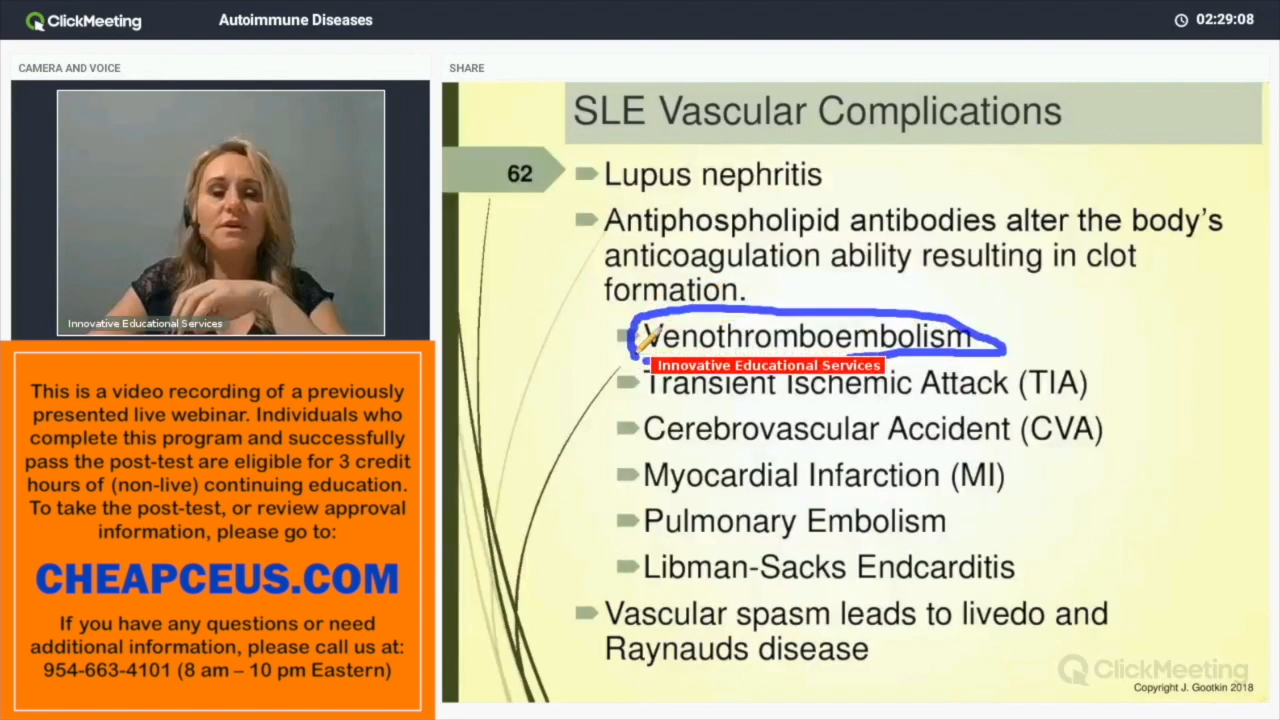 ClickMeeting
Autoimmune Diseases
02:29:08
CAMERA AND VOICE
SHARE
Innovative Educational Services
This is a video recording of a previously
presented live webinar. Individuals who
complete this program and successfully
pass the post-test are eligible for 3 credit
hours of (non-live) continuing education.
To take the post-test, or review approval
information, please go to:
CHEAPCEUS.COM
If you have any questions or need
additional information, please call us at:
954-663-4101 (8 am – 10 pm Eastern)
SLE Vascular Complications
62
Lupus nephritis
Antiphospholipid antibodies alter the body’s
anticoagulation ability resulting in clot
formation.
Venothromboembolism
Innovative Educational Services
Transient Ischemic Attack (TIA)
Cerebrovascular Accident (CVA)
Myocardial Infarction (MI)
Pulmonary Embolism
Libman-Sacks Endcarditis
Vascular spasm leads to livedo and
Raynauds disease
ClickMeeting
Copyright J. Gootkin 2018